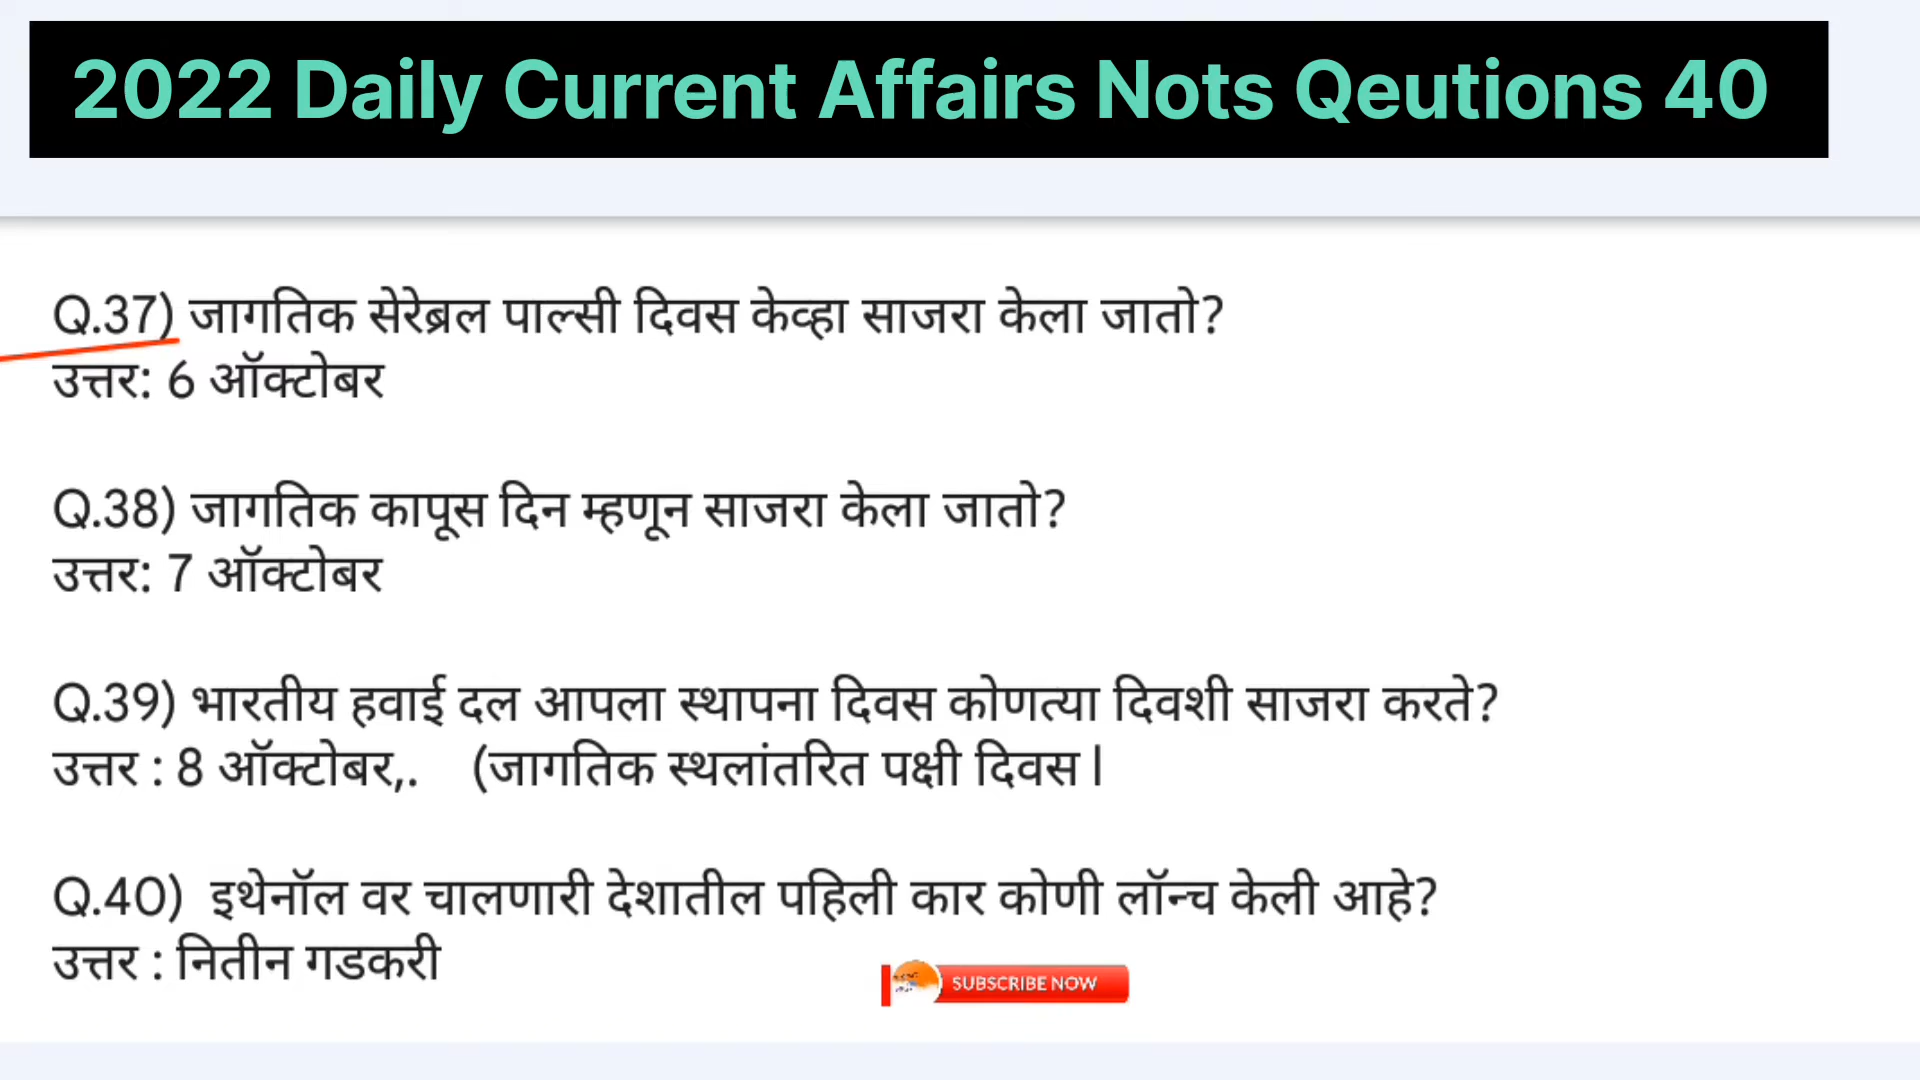 2022 Daily Current Affairs Nots Qeutions 40
Q.37) जागतिक सेरेब्रल पाल्सी दिवस केव्हा साजरा केला जातो?
उत्तर: 6 ऑक्टोबर
Q.38) जागतिक कापूस दिन म्हणून साजरा केला जातो?
उत्तर: 7 ऑक्टोबर
Q.39) भारतीय हवाई दल आपला स्थापना दिवस कोणत्या दिवशी साजरा करते?
उत्तर : 8 ऑक्टोबर,. (जागतिक स्थलांतरित पक्षी दिवस l
Q.40) इथेनॉल वर चालणारी देशातील पहिली कार कोणी लॉन्च केली आहे?
उत्तर : नितीन गडकरी
SUBSCRIBE NOW